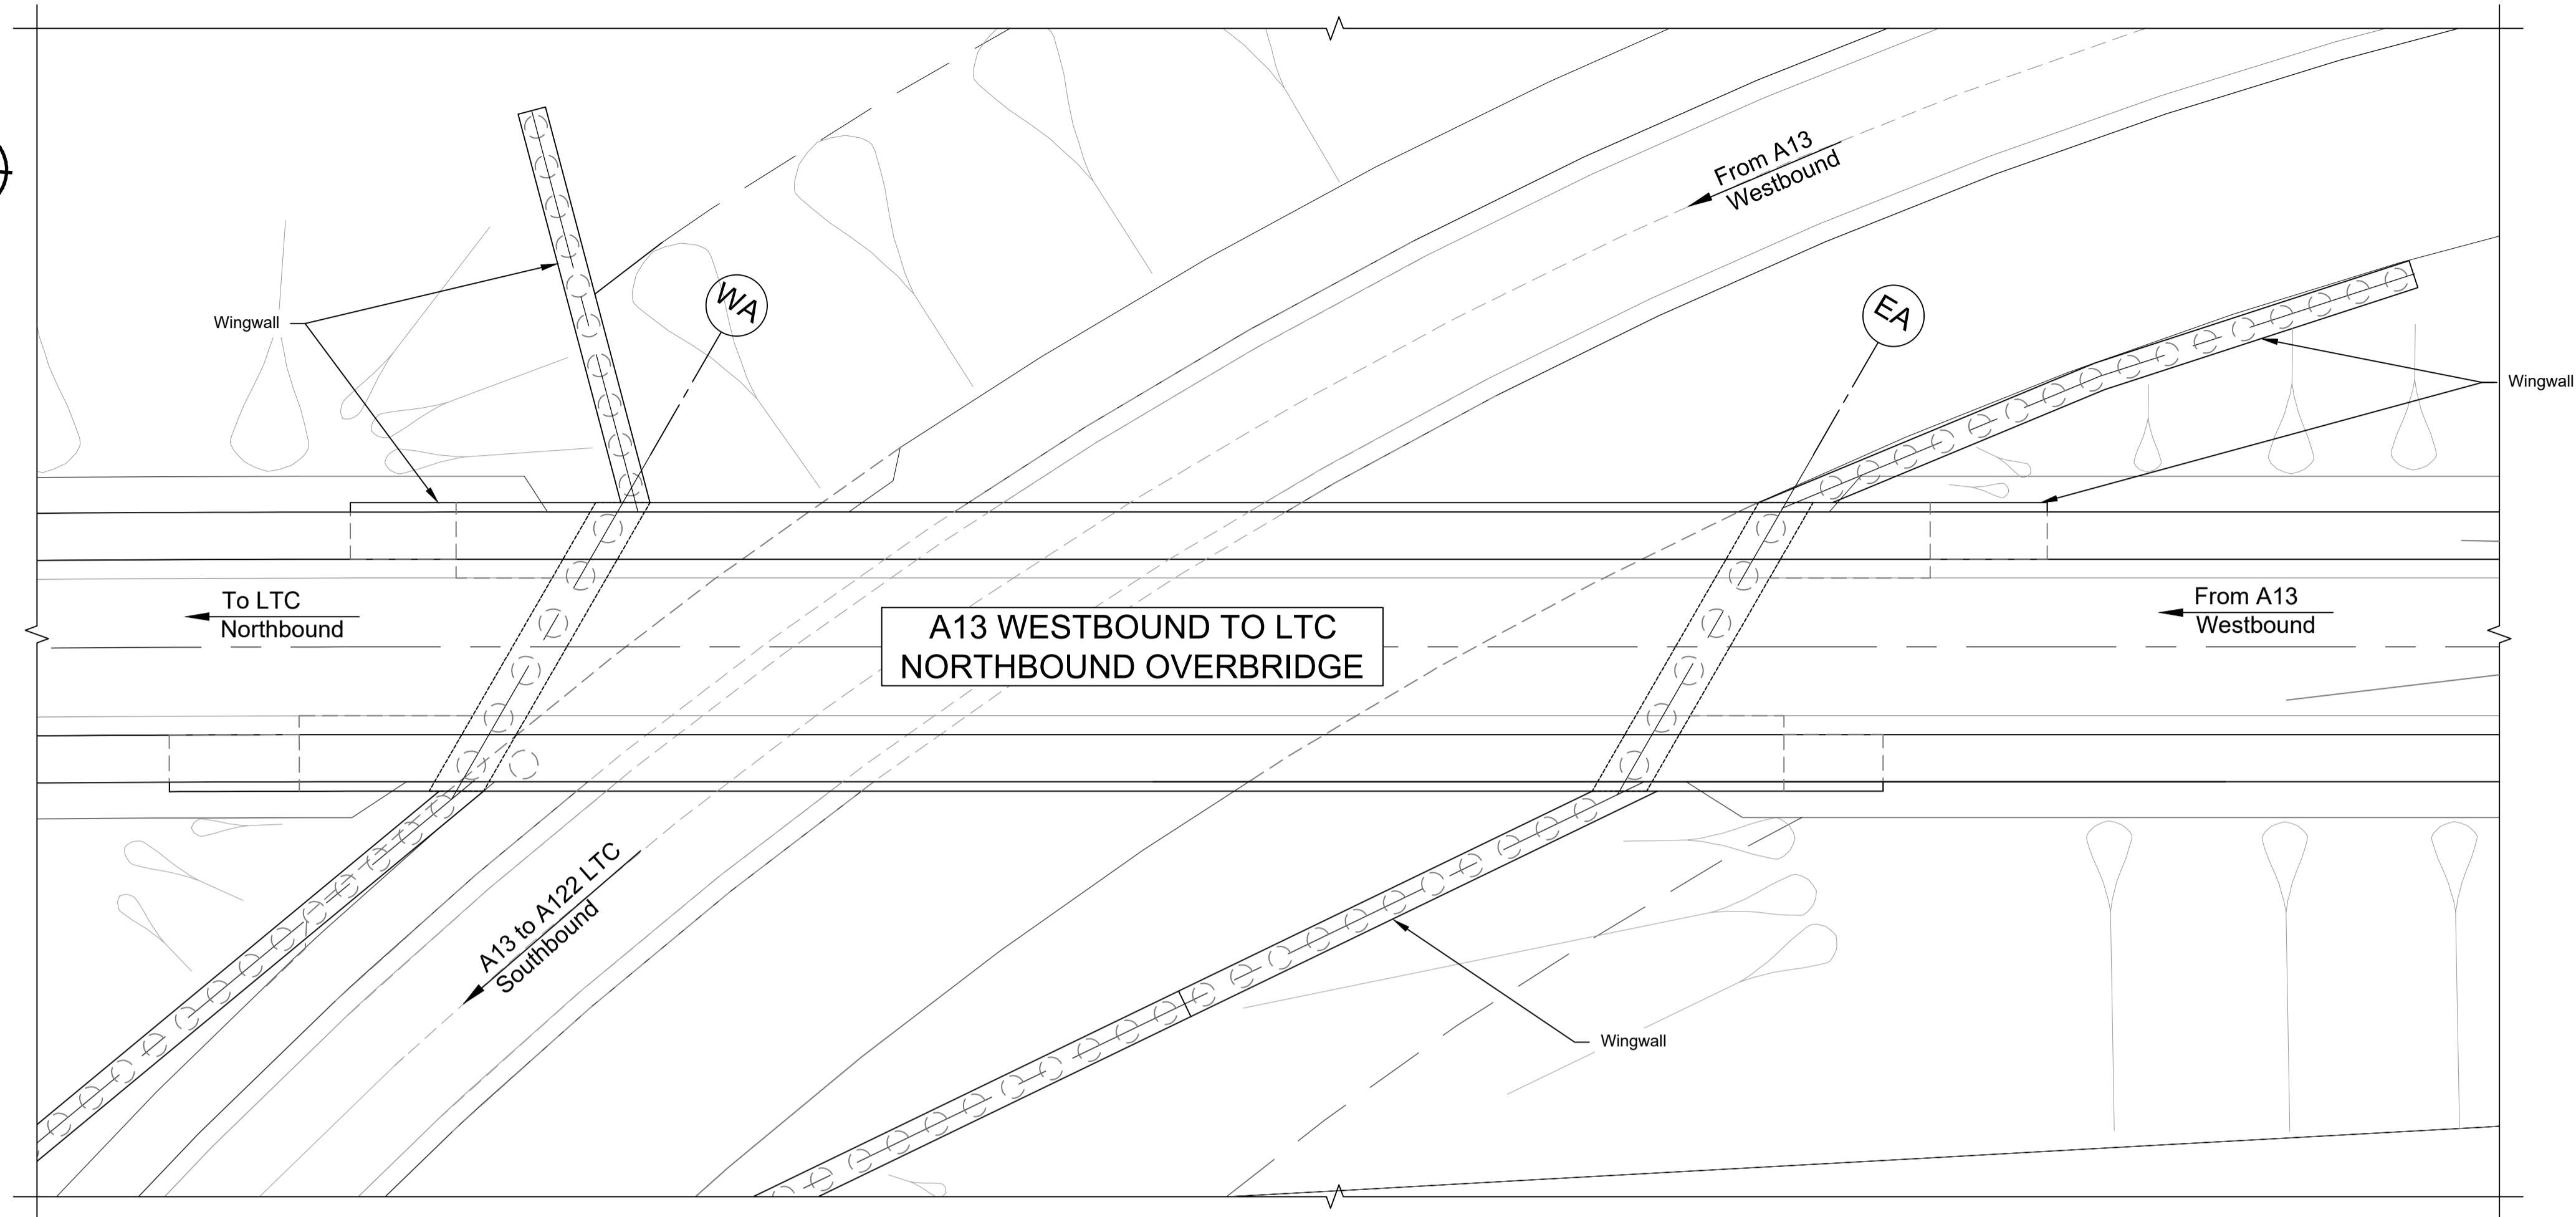 From A13
Westbound
WA
EA
Wingwall
Wingwall
To LTC
Northbound
A13 WESTBOUND TO LTC
NORTHBOUND OVERBRIDGE
From A13
Westbound
A13 to A122 LTC
Southbound
Wingwall